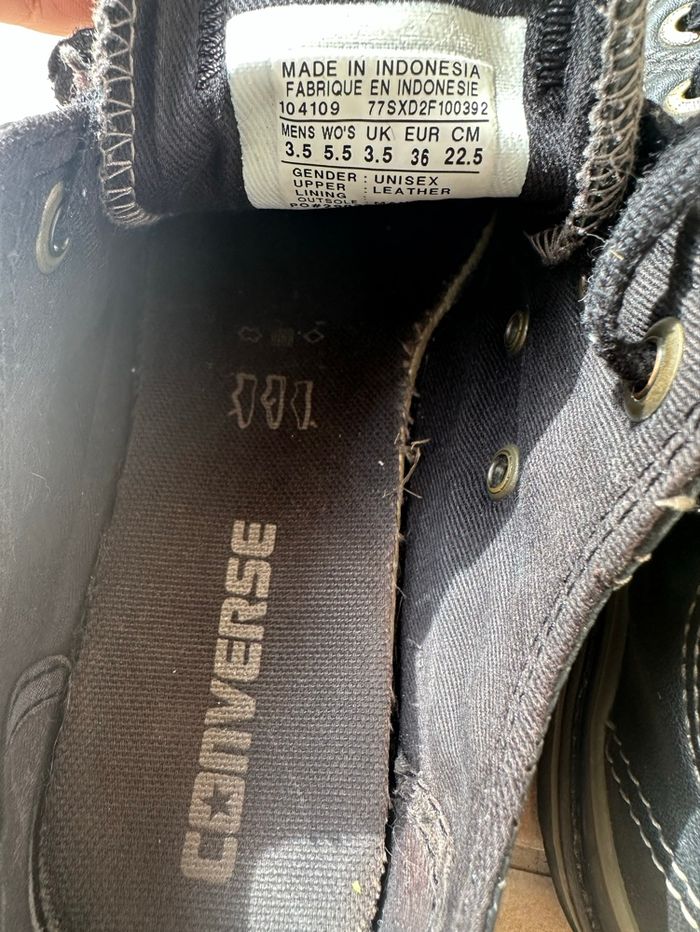 MADE IN INDONESIA
FABRIQUE EN INDONESIE
104109 77SXD2F100392
MENS WO'S UK EUR CM
3.5 5.5 3.5 36 22.5
GENDER : UNISEX
UPPER : LEATHER
LINING :
OUTSOLE :
CONVERSE